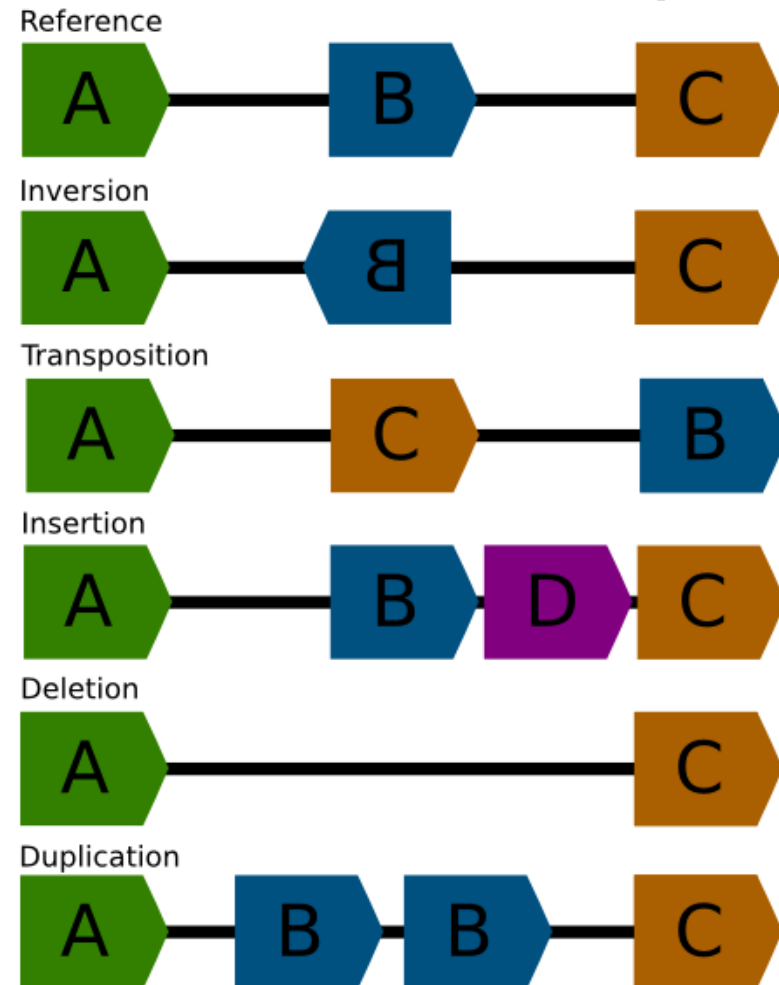 Reference
A B C
Inversion
A B C
Transposition
A C B
Insertion
A B D C
Deletion
A C
Duplication
A B B C